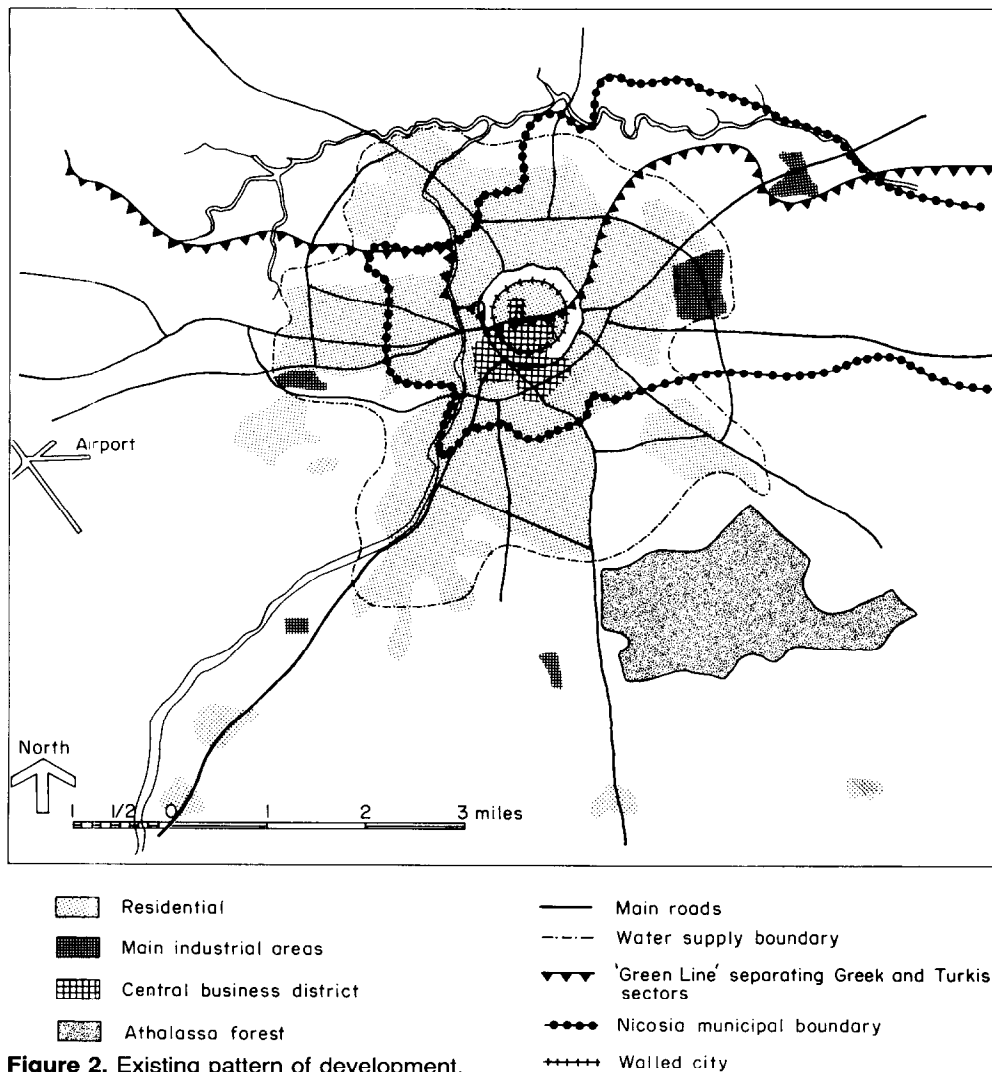 Airport
North
1 1/2 0 1 2 3 miles
Residential
Main industrial areas
Central business district
Athalassa forest
Main roads
Water supply boundary
'Green Line' separating Greek and Turkis
sectors
Nicosia municipal boundary
Walled city
Figure 2. Existing pattern of development.